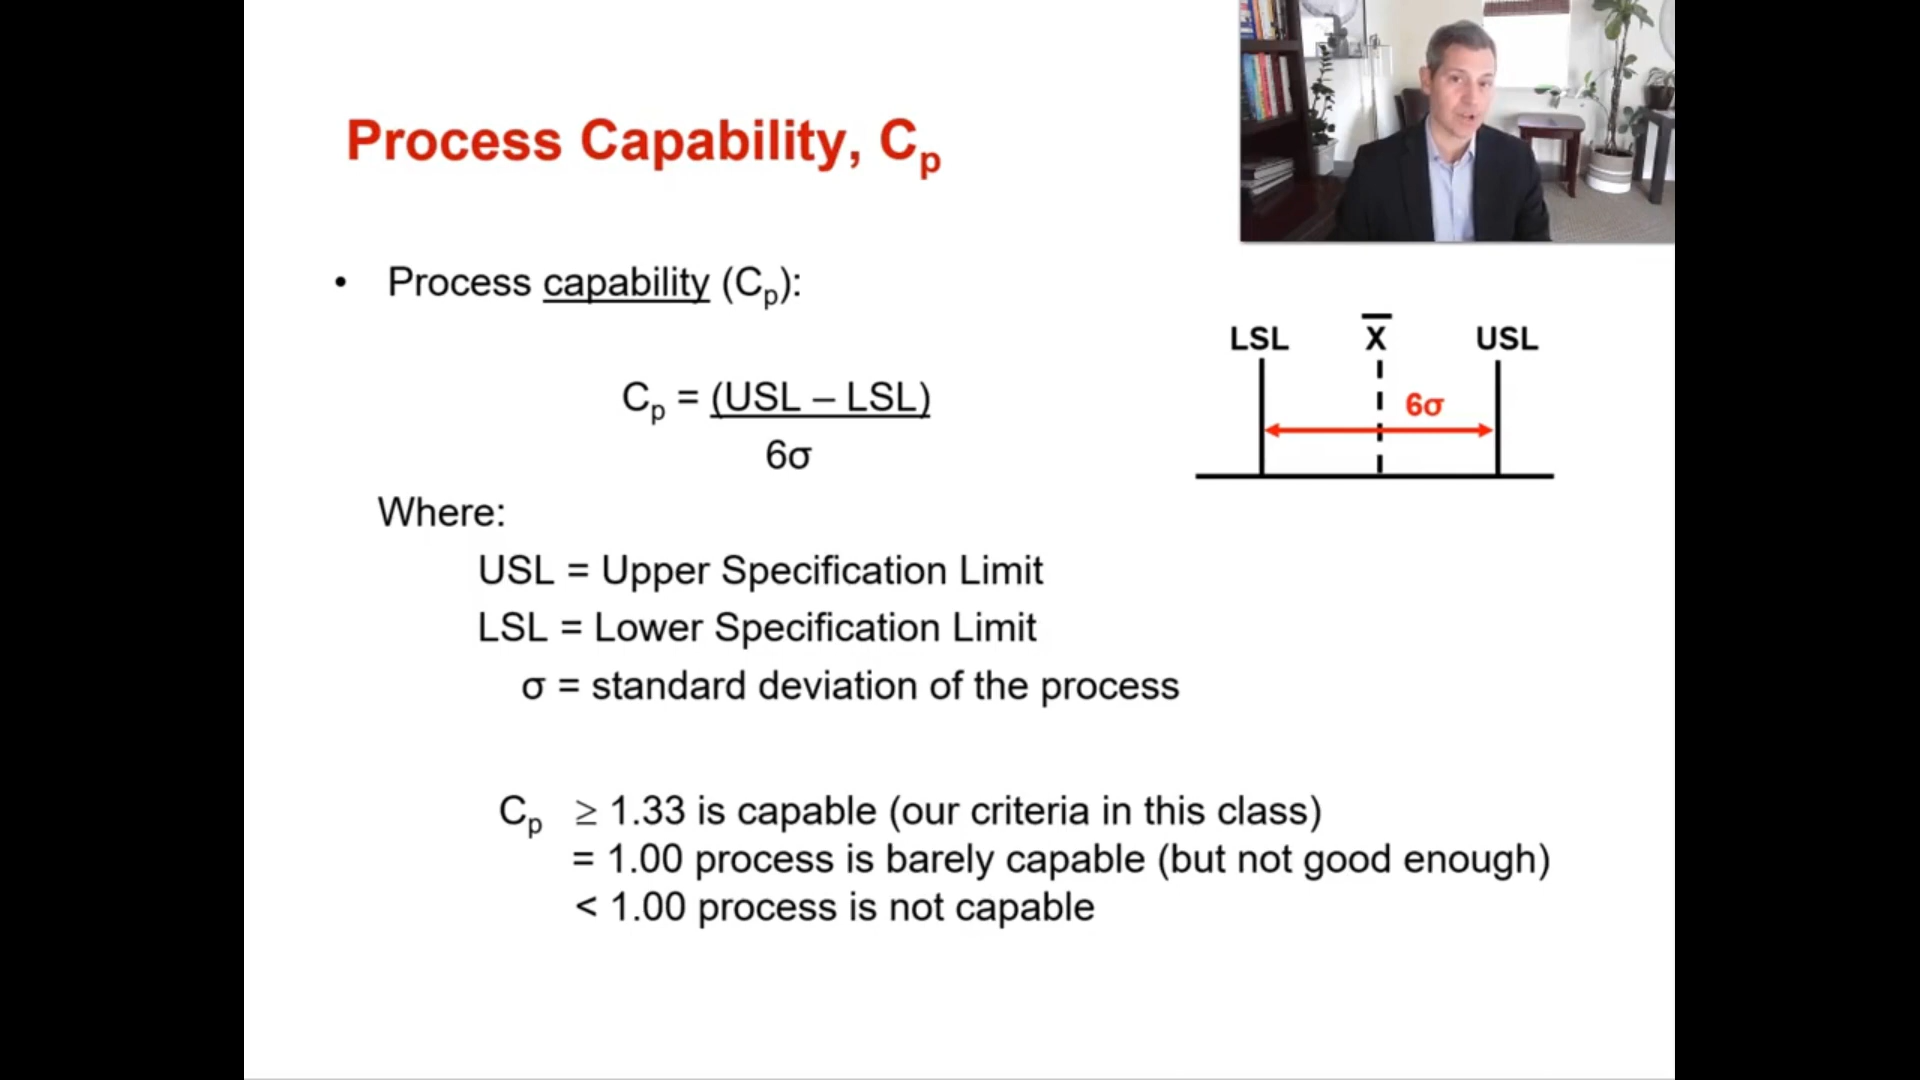 Process Capability, Cp
• Process capability (Cp):
Cp = (USL – LSL)
6σ
LSL X̅ USL
6σ
Where:
USL = Upper Specification Limit
LSL = Lower Specification Limit
σ = standard deviation of the process
Cp ≥ 1.33 is capable (our criteria in this class)
= 1.00 process is barely capable (but not good enough)
< 1.00 process is not capable